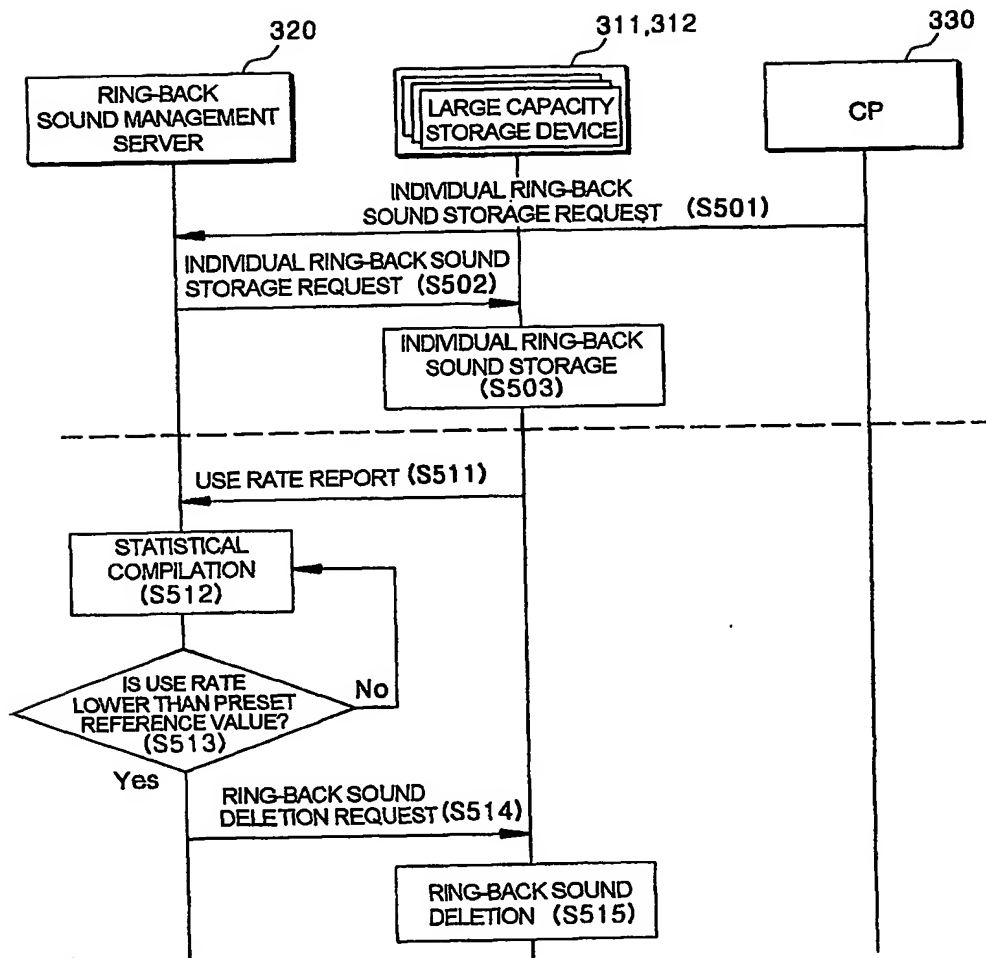 320
311,312
330
RING-BACK
SOUND MANAGEMENT
SERVER
LARGE CAPACITY
STORAGE DEVICE
CP
INDIVIDUAL RING-BACK
SOUND STORAGE REQUEST (S501)
INDIVIDUAL RING-BACK SOUND
STORAGE REQUEST (S502)
INDIVIDUAL RING-BACK
SOUND STORAGE
(S503)
USE RATE REPORT (S511)
STATISTICAL
COMPILATION
(S512)
IS USE RATE
LOWER THAN PRESET
REFERENCE VALUE?
(S513)
No
Yes
RING-BACK SOUND
DELETION REQUEST (S514)
RING-BACK SOUND
DELETION (S515)